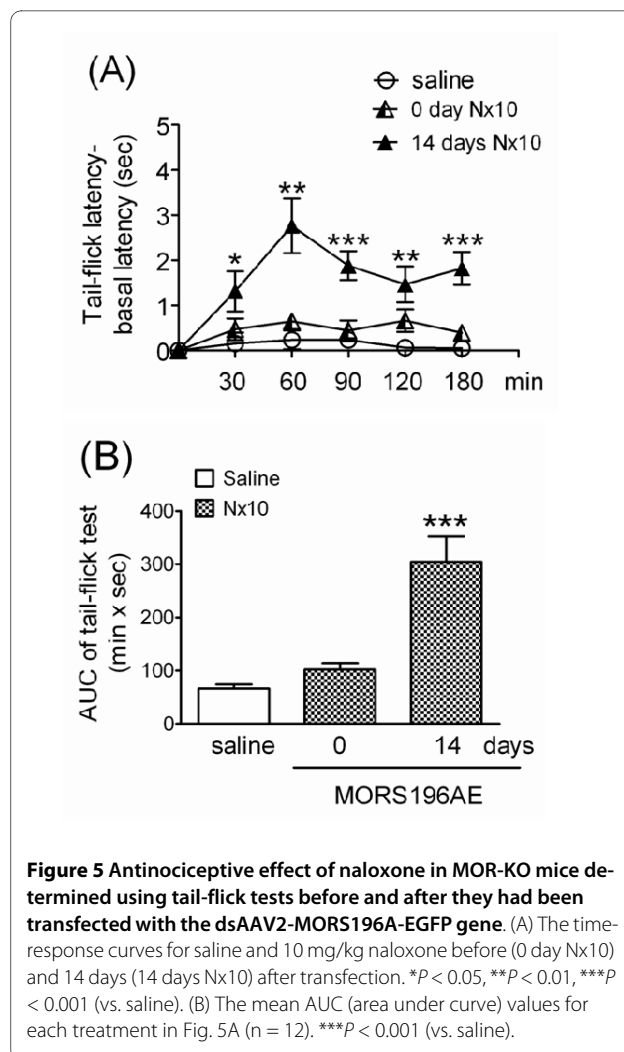 (A)
saline
0 day Nx10
14 days Nx10
Tail-flick latency-
basal latency (sec)
5
4
3
2
1
0
*
**
***
**
***
30 60 90 120 180 min
(B)
Saline
Nx10
AUC of tail-flick test
(min x sec)
400
300
200
100
0
***
saline 0 14 days
MORS196AE
Figure 5 Antinociceptive effect of naloxone in MOR-KO mice de-
termined using tail-flick tests before and after they had been
transfected with the dsAAV2-MORS196A-EGFP gene. (A) The time-
response curves for saline and 10 mg/kg naloxone before (0 day Nx10)
and 14 days (14 days Nx10) after transfection. *P < 0.05, **P < 0.01, ***P
< 0.001 (vs. saline). (B) The mean AUC (area under curve) values for
each treatment in Fig. 5A (n = 12). ***P < 0.001 (vs. saline).